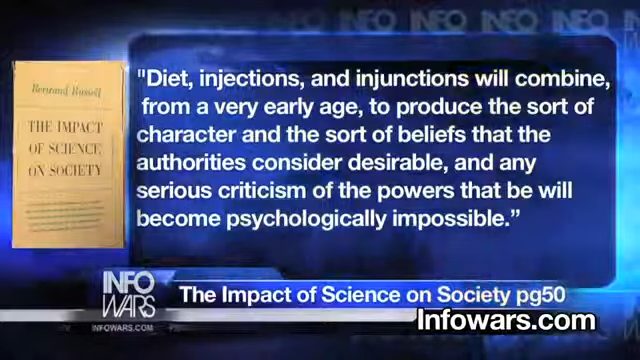 Bertrand Russell
THE IMPACT
OF SCIENCE
ON SOCIETY
"Diet, injections, and injunctions will combine,
from a very early age, to produce the sort of
character and the sort of beliefs that the
authorities consider desirable, and any
serious criticism of the powers that be will
become psychologically impossible.”
INFO
WARS
INFOWARS.COM
The Impact of Science on Society pg50
Infowars.com